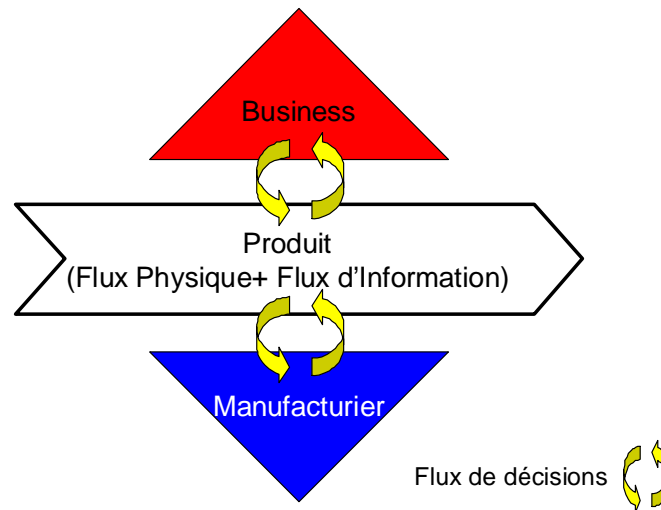 Business
Produit
(Flux Physique+ Flux d'Information)
Manufacturier
Flux de décisions